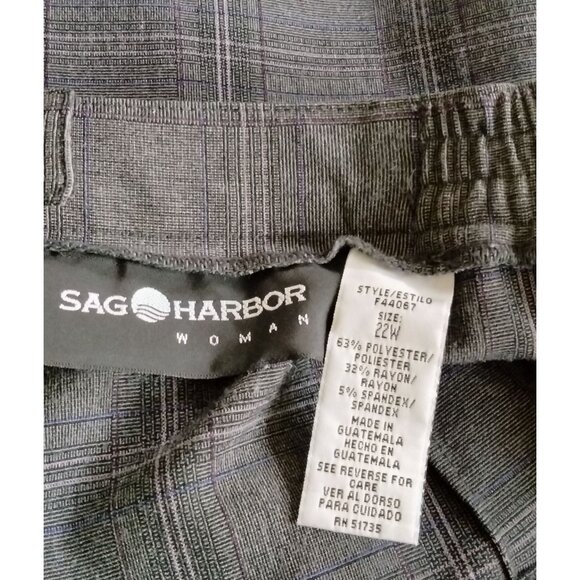 SAG HARBOR
WOMAN
STYLE/ESTILO
F44067
SIZE:
22W
63% POLYESTER/
POLIESTER
32% RAYON/
RAYON
5% SPANDEX/
SPANDEX
MADE IN
GUATEMALA
HECHO EN
GUATEMALA
SEE REVERSE FOR
CARE
VER AL DORSO
PARA CUIDADO
RN 51735